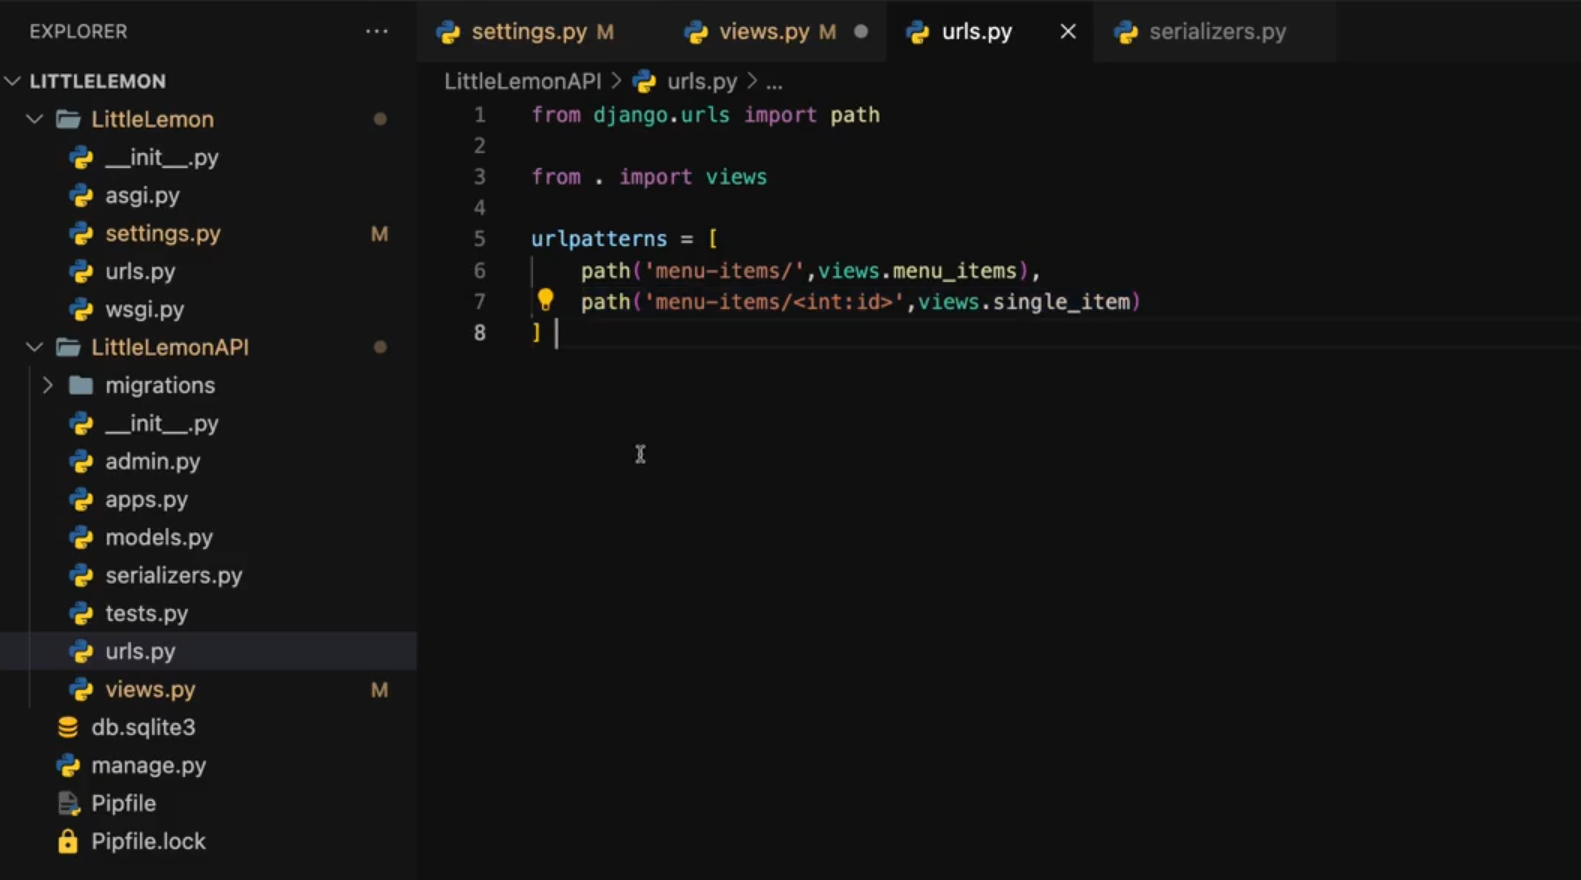 EXPLORER
LITTLELEMON
LittleLemon
__init__.py
asgi.py
settings.py M
urls.py
wsgi.py
LittleLemonAPI
migrations
__init__.py
admin.py
apps.py
models.py
serializers.py
tests.py
urls.py
views.py M
db.sqlite3
manage.py
Pipfile
Pipfile.lock
settings.py M views.py M urls.py serializers.py
LittleLemonAPI > urls.py > ...
1 from django.urls import path
2
3 from . import views
4
5 urlpatterns = [
6 path('menu-items/',views.menu_items),
7 path('menu-items/<int:id>',views.single_item)
8 ]